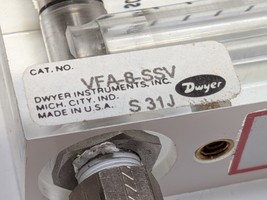 CAT. NO.
VFA-8-SSV
DWYER INSTRUMENTS, INC.
MICH. CITY, IND.
MADE IN U.S.A.
S 31J
Dwyer